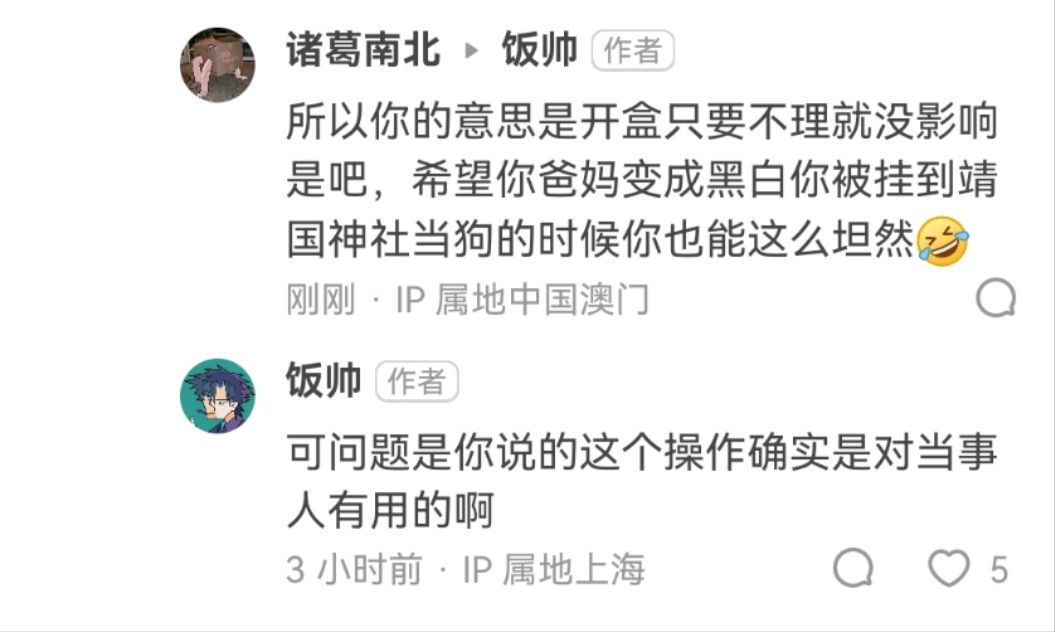 诸葛南北 ▸ 饭帅 作者
所以你的意思是开盒只要不理就没影响
是吧，希望你爸妈变成黑白你被挂到靖
国神社当狗的时候你也能这么坦然🤣
刚刚 · IP 属地中国澳门
饭帅 作者
可问题是你说的这个操作确实是对当事
人有用的啊
3 小时前 · IP 属地上海 5